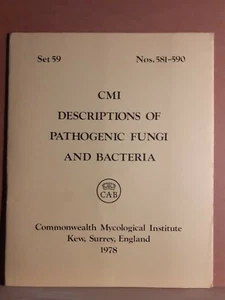 Set 59 Nos. 581-590
CMI
DESCRIPTIONS OF
PATHOGENIC FUNGI
AND BACTERIA
CAB
Commonwealth Mycological Institute
Kew, Surrey, England
1978